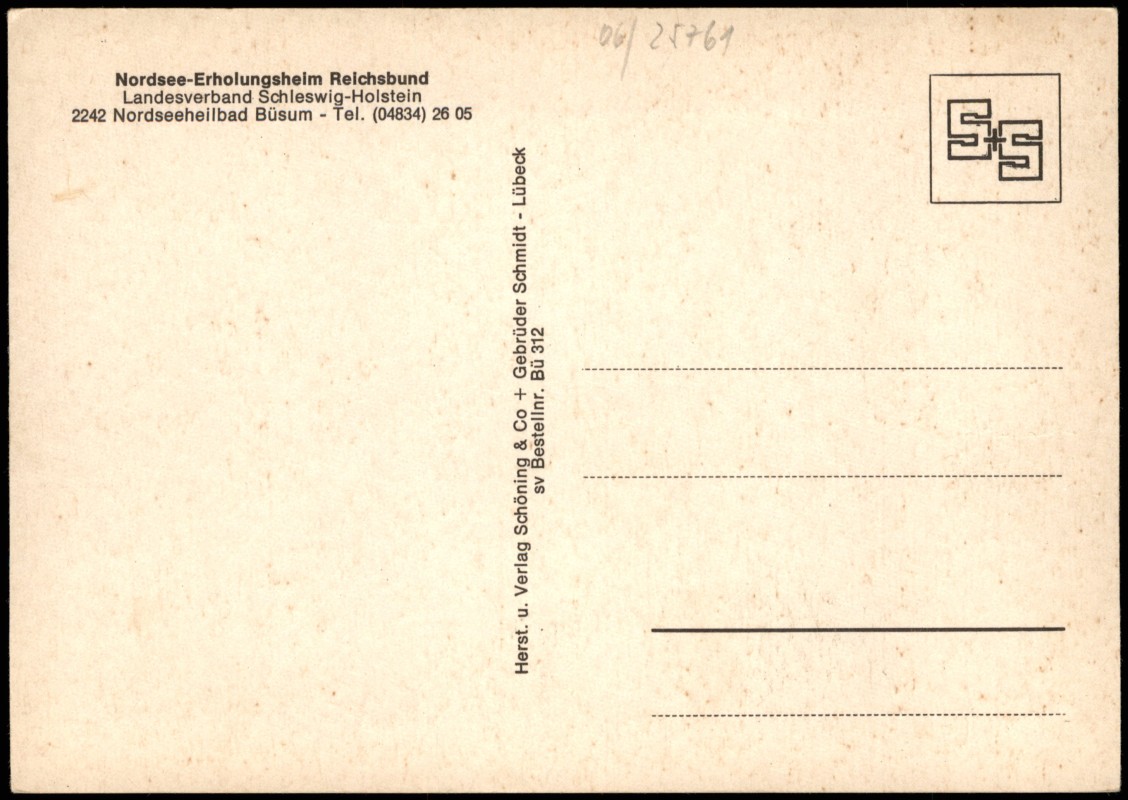 06/ 25761
Nordsee-Erholungsheim Reichsbund
Landesverband Schleswig-Holstein
2242 Nordseeheilbad Büsum - Tel. (04834) 26 05
S+S
Herst. u. Verlag Schöning & Co + Gebrüder Schmidt - Lübeck
sv Bestellnr. Bü 312